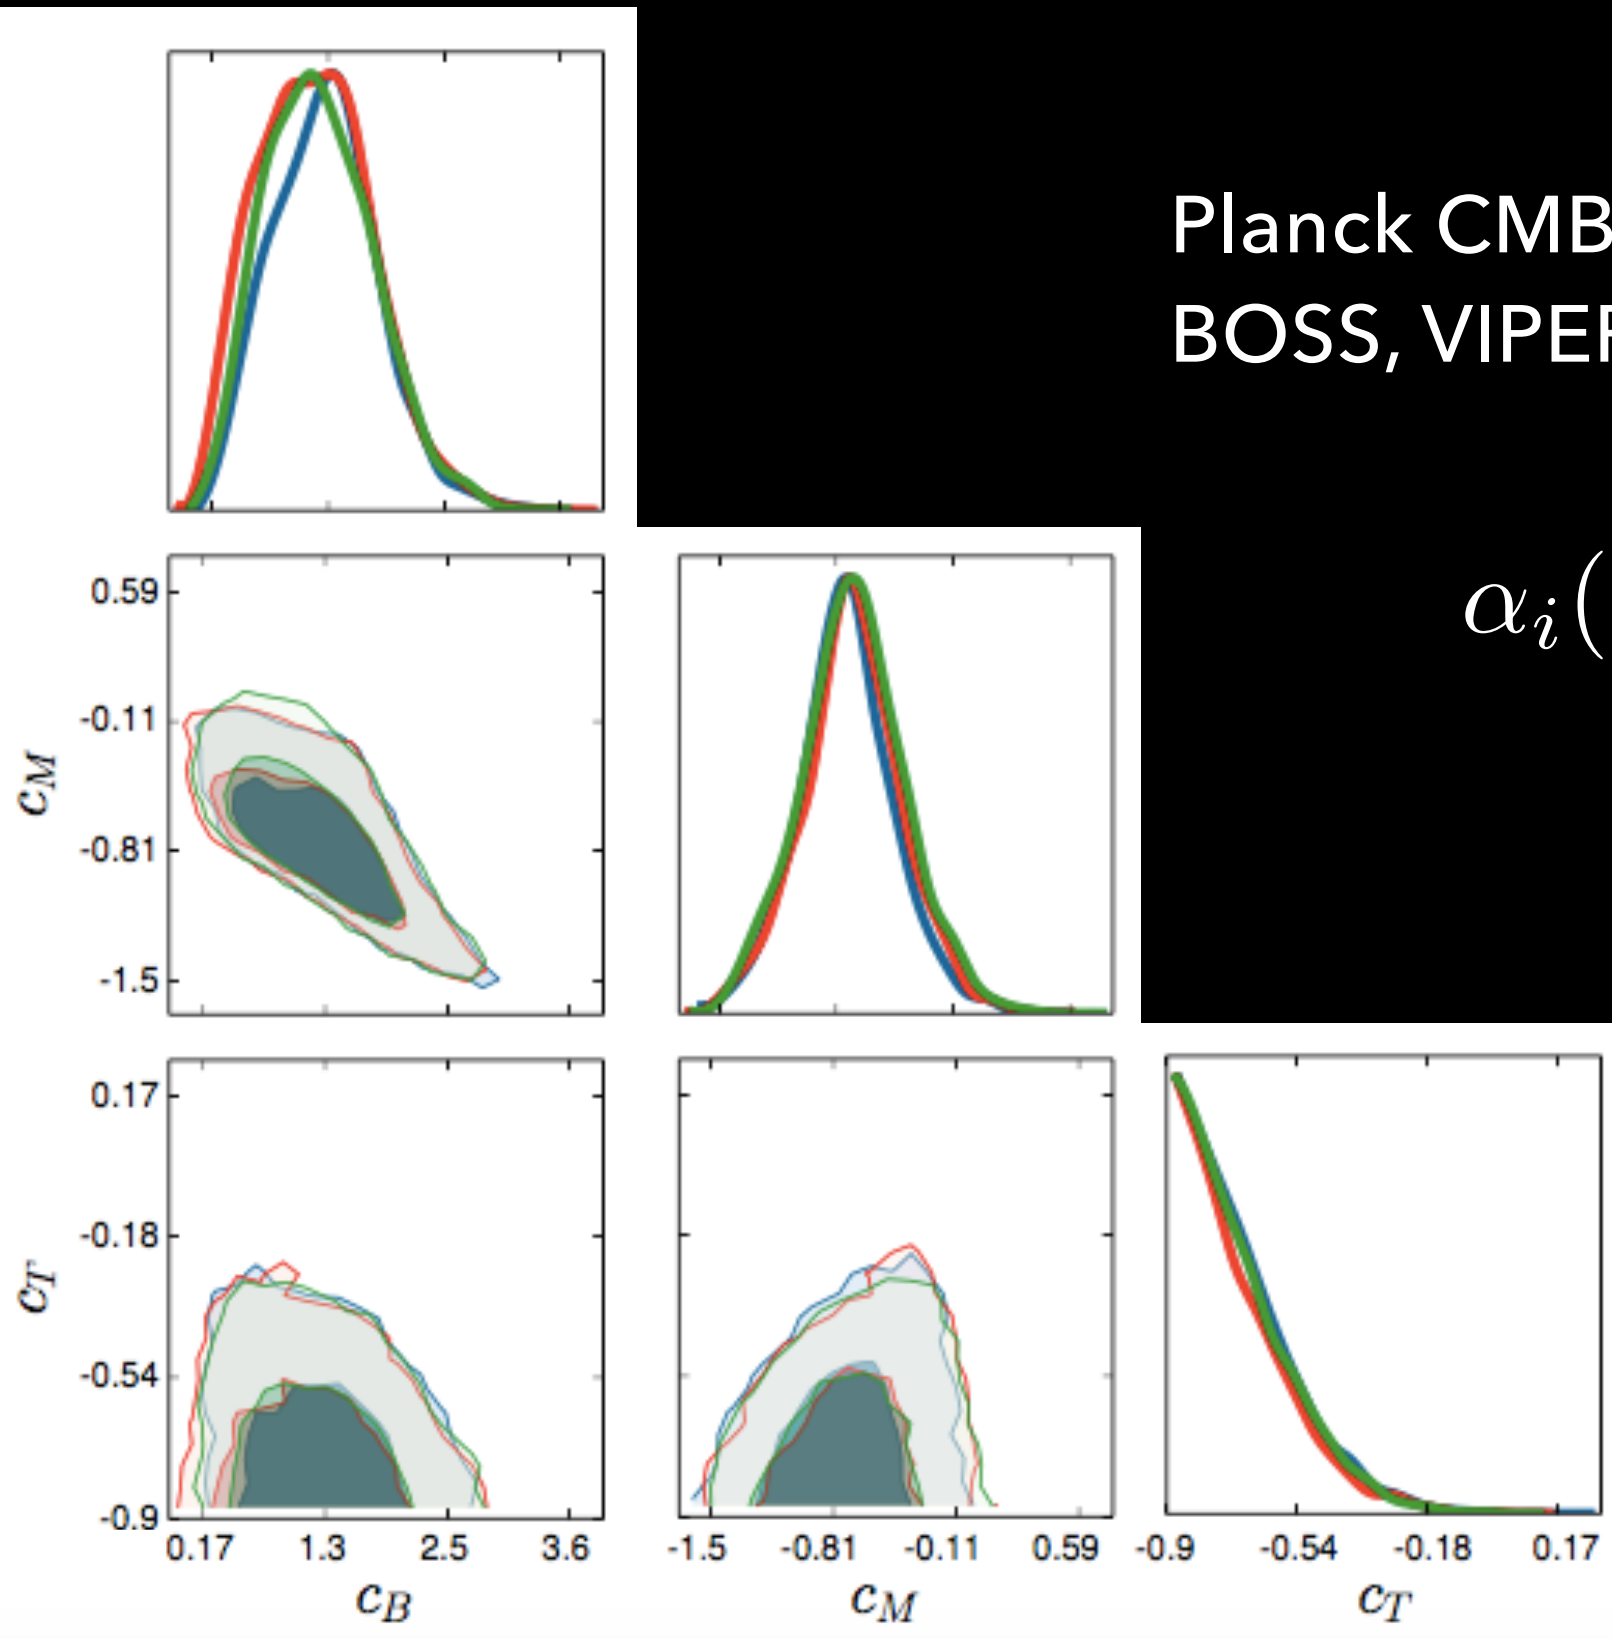 Planck CMB
BOSS, VIPER
αᵢ(
0.59
-0.11
-0.81
-1.5
c_M
0.17
-0.18
-0.54
-0.9
c_T
0.17 1.3 2.5 3.6
-1.5 -0.81 -0.11 0.59
-0.9 -0.54 -0.18 0.17
c_B c_M c_T